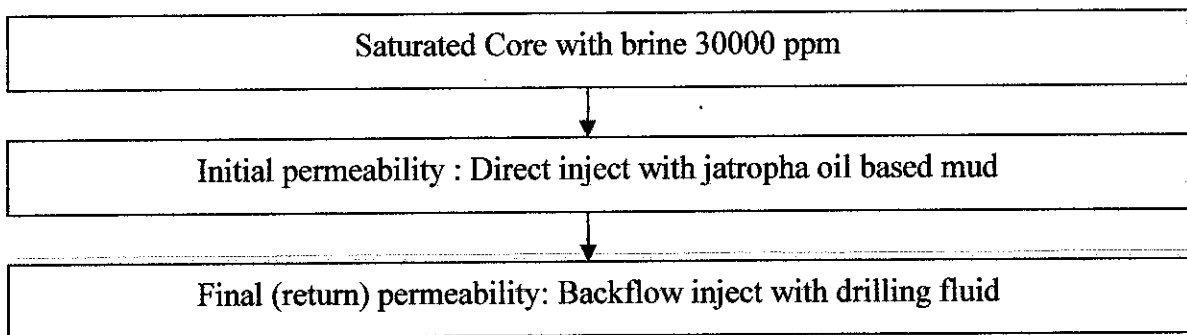 Saturated Core with brine 30000 ppm
Initial permeability : Direct inject with jatropha oil based mud
Final (return) permeability: Backflow inject with drilling fluid